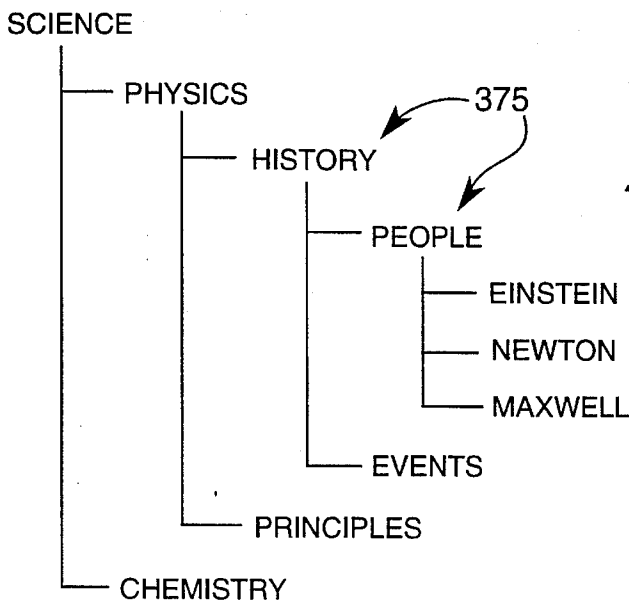 SCIENCE
PHYSICS
375
HISTORY
PEOPLE
EINSTEIN
NEWTON
MAXWELL
EVENTS
PRINCIPLES
CHEMISTRY